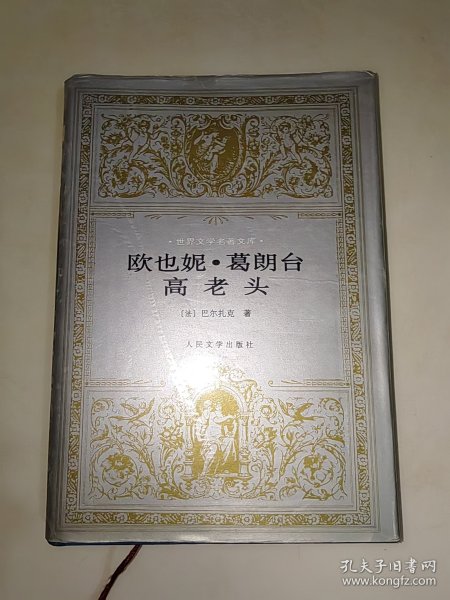 ·世界文学名著文库·
欧也妮·葛朗台
高老头
〔法〕巴尔扎克 著
人民文学出版社
孔夫子旧书网
www.kongfz.com